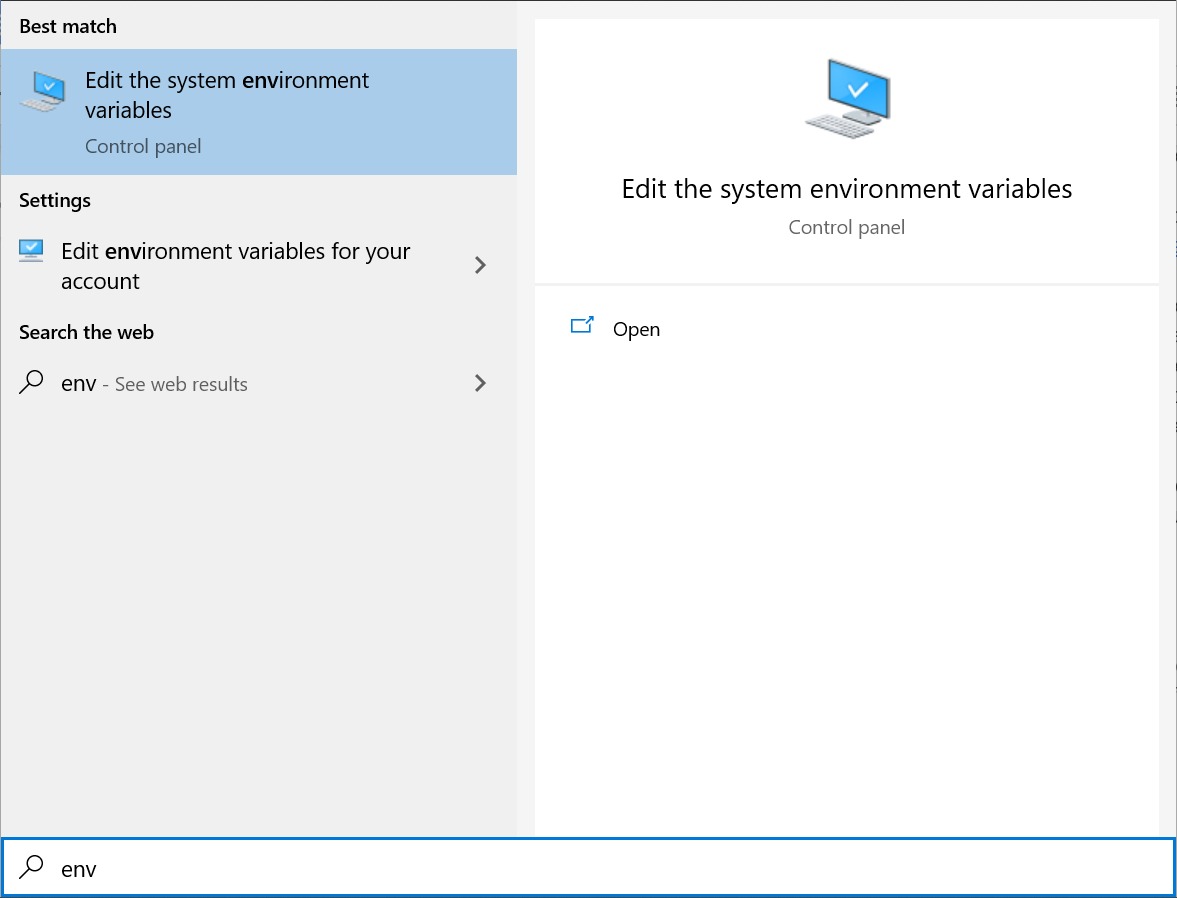 Best match
Edit the system environment
variables
Control panel
Settings
Edit environment variables for your
account
Search the web
env - See web results
Edit the system environment variables
Control panel
Open
env